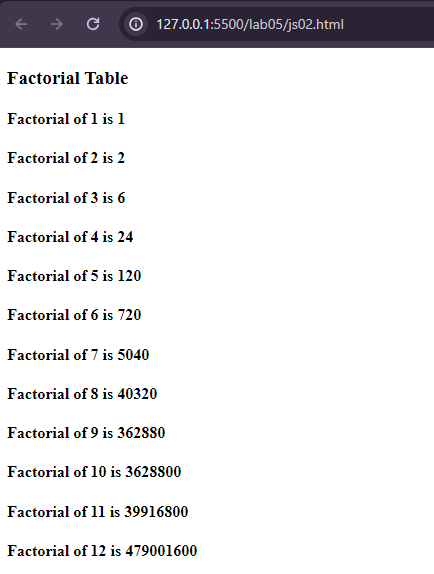 127.0.0.1:5500/lab05/js02.html
Factorial Table
Factorial of 1 is 1
Factorial of 2 is 2
Factorial of 3 is 6
Factorial of 4 is 24
Factorial of 5 is 120
Factorial of 6 is 720
Factorial of 7 is 5040
Factorial of 8 is 40320
Factorial of 9 is 362880
Factorial of 10 is 3628800
Factorial of 11 is 39916800
Factorial of 12 is 479001600